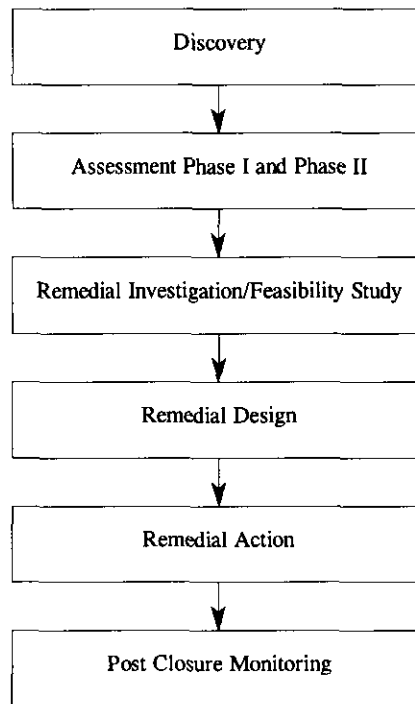 Discovery
Assessment Phase I and Phase II
Remedial Investigation/Feasibility Study
Remedial Design
Remedial Action
Post Closure Monitoring